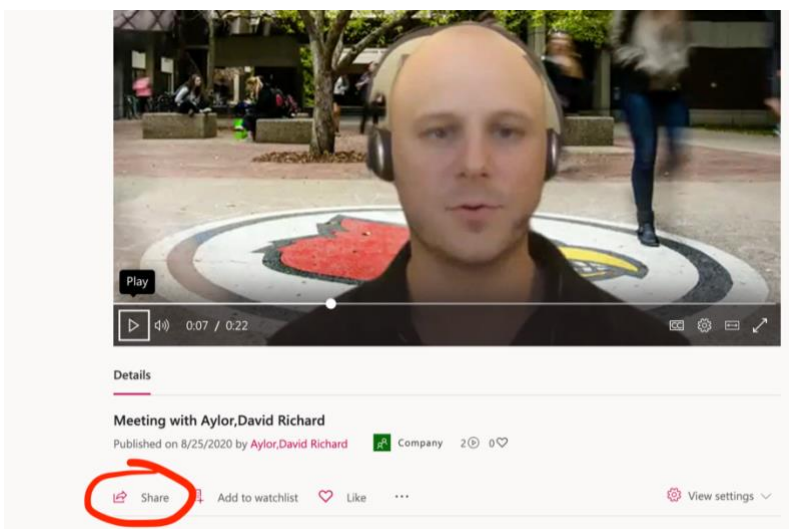 Play
0:07 / 0:22
CC
Details
Meeting with Aylor,David Richard
Published on 8/25/2020 by Aylor,David Richard Company 2 0
Share Add to watchlist Like ... View settings